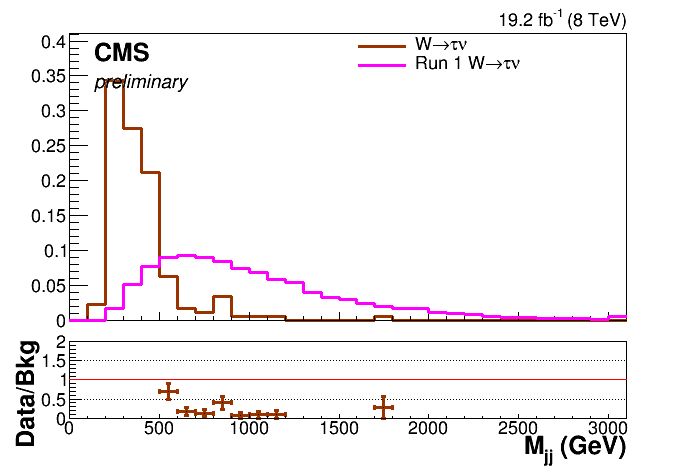 19.2 fb⁻¹ (8 TeV)
CMS
preliminary
W→τν
Run 1 W→τν
0.4
0.35
0.3
0.25
0.2
0.15
0.1
0.05
0
Data/Bkg
2
1.5
1
0.5
0
0 500 1000 1500 2000 2500 3000
Mjj (GeV)